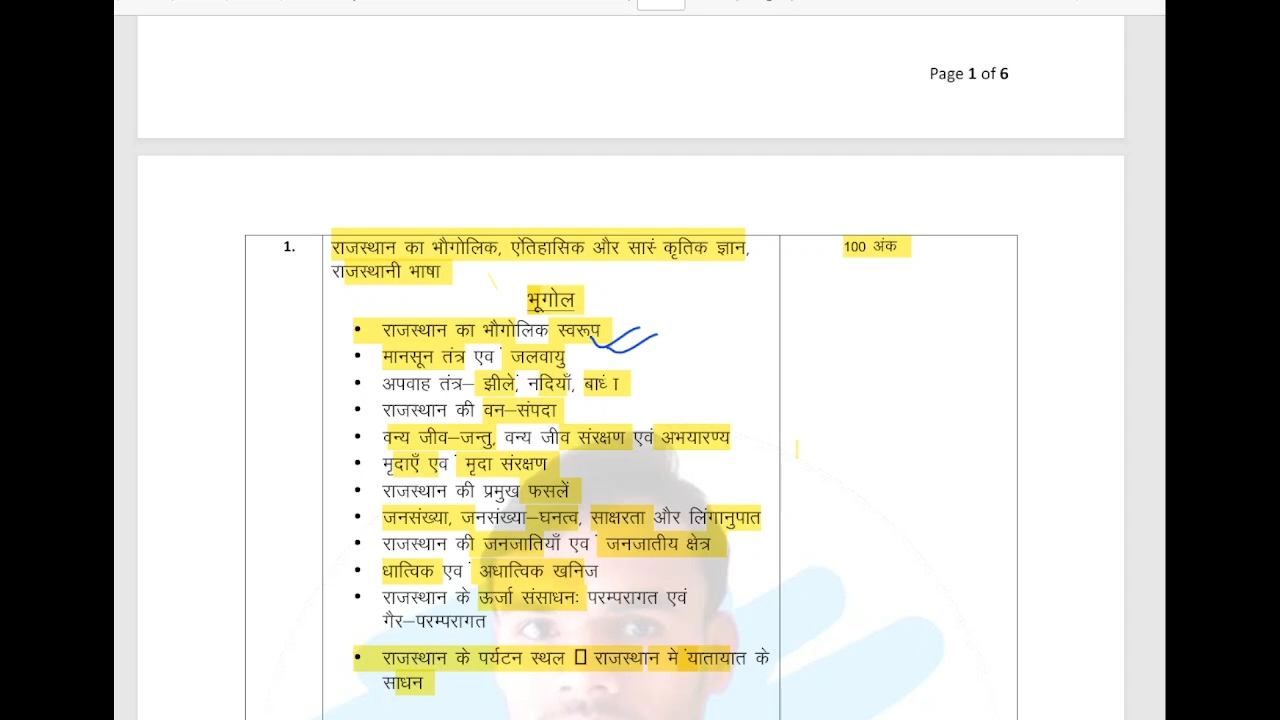 Page 1 of 6
1. राजस्थान का भौगोलिक, ऐतिहासिक और सांस्कृतिक ज्ञान, 100 अंक
राजस्थानी भाषा
भूगोल
• राजस्थान का भौगोलिक स्वरूप
• मानसून तंत्र एवं जलवायु
• अपवाह तंत्र– झीलें, नदियाँ, बाधं ा
• राजस्थान की वन–संपदा
• वन्य जीव–जन्तु, वन्य जीव संरक्षण एवं अभयारण्य
• मृदाएँ एवं मृदा संरक्षण
• राजस्थान की प्रमुख फसलें
• जनसंख्या, जनसंख्या–घनत्व, साक्षरता और लिंगानुपात
• राजस्थान की जनजातियाँ एवं जनजातीय क्षेत्र
• धात्विक एवं अधात्विक खनिज
• राजस्थान के ऊर्जा संसाधनः परम्परागत एवं
गैर–परम्परागत
• राजस्थान के पर्यटन स्थल राजस्थान में यातायात के
साधन